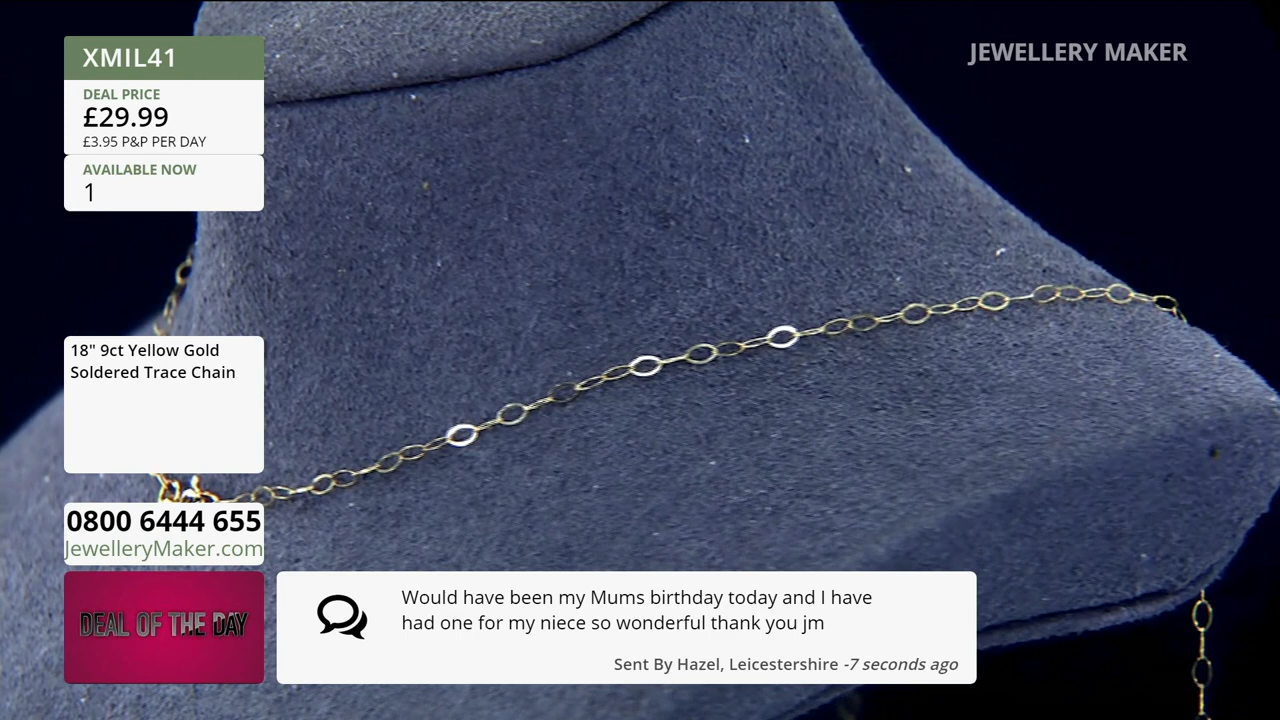 XMIL41
DEAL PRICE
£29.99
£3.95 P&P PER DAY
AVAILABLE NOW
1
JEWELLERY MAKER
18" 9ct Yellow Gold
Soldered Trace Chain
0800 6444 655
JewelleryMaker.com
DEAL OF THE DAY
Would have been my Mums birthday today and I have
had one for my niece so wonderful thank you jm
Sent By Hazel, Leicestershire -7 seconds ago